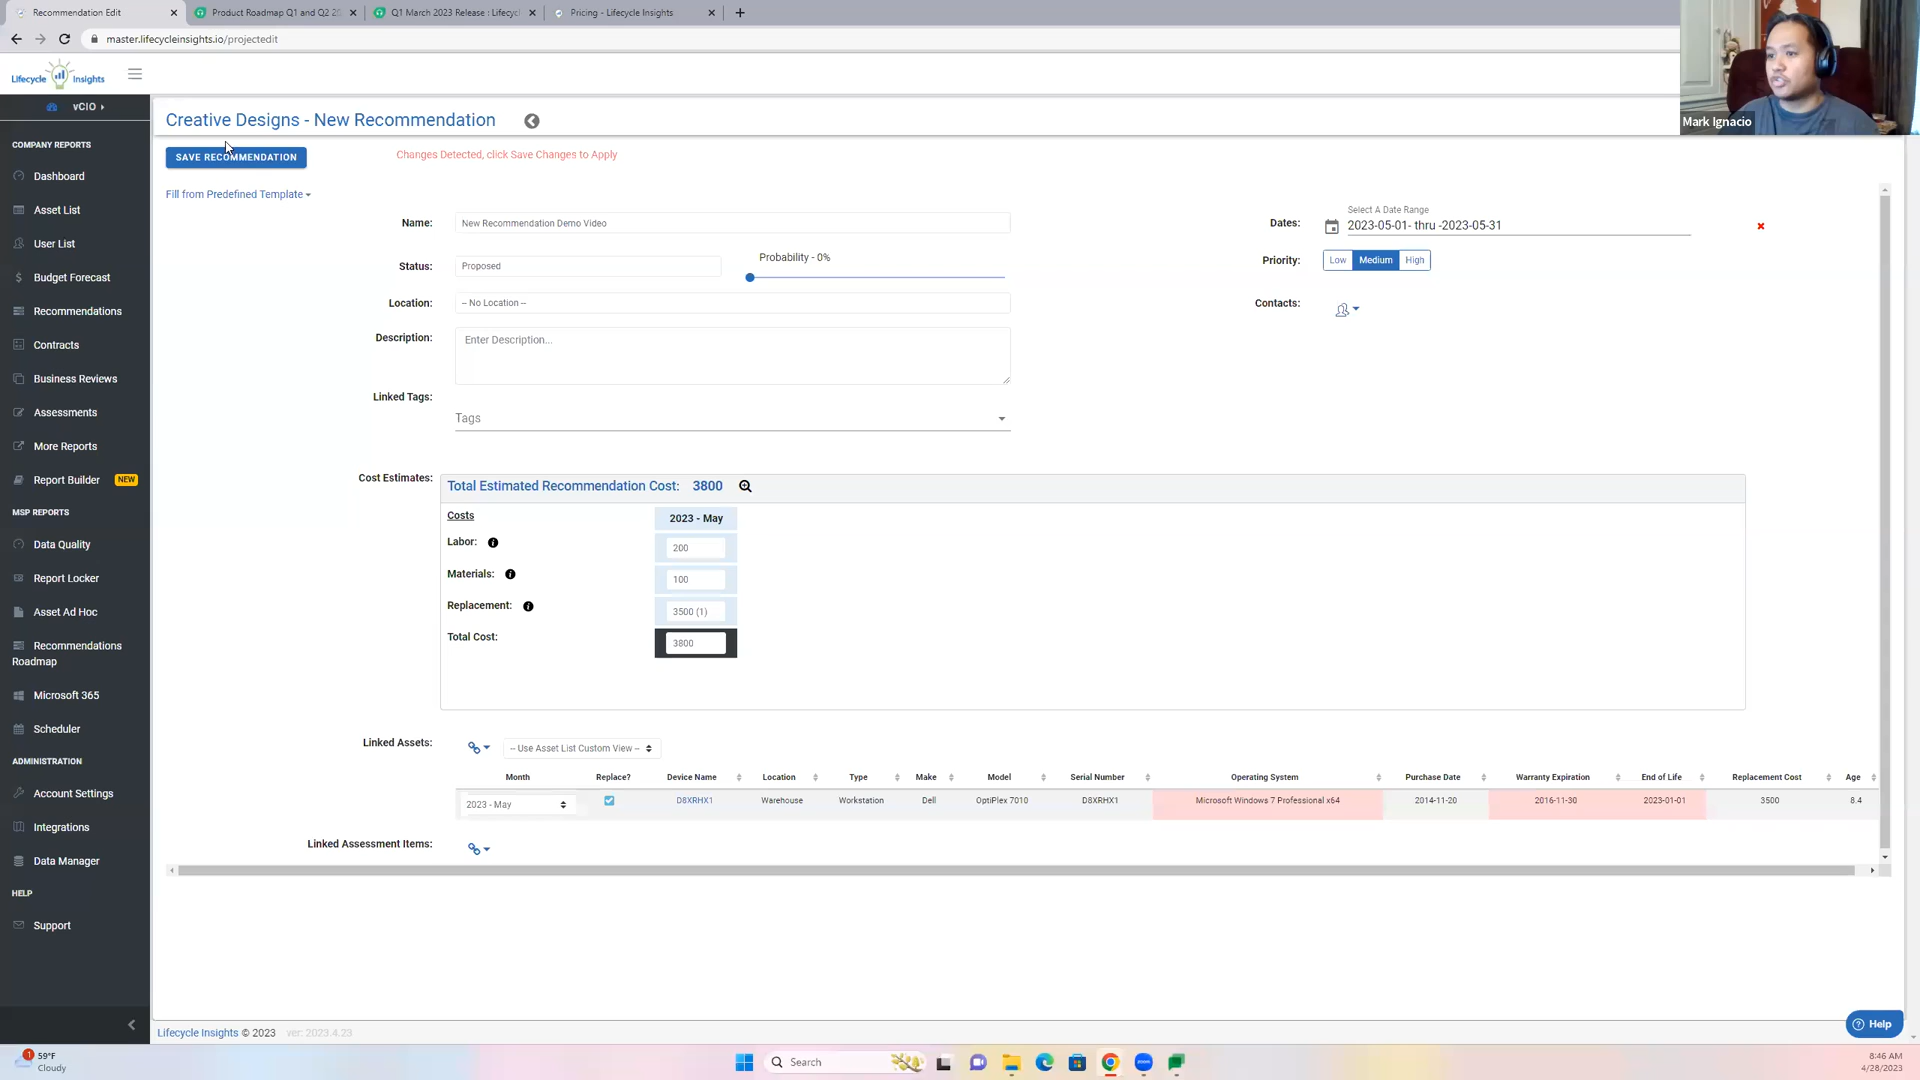 Recommendation Edit
Product Roadmap Q1 and Q2 2
Q1 March 2023 Release : Lifecycl
Pricing - Lifecycle Insights
master.lifecycleinsights.io/projectedit
Lifecycle Insights
vCIO
COMPANY REPORTS
Dashboard
Asset List
User List
Budget Forecast
Recommendations
Contracts
Business Reviews
Assessments
More Reports
Report Builder NEW
MSP REPORTS
Data Quality
Report Locker
Asset Ad Hoc
Recommendations
Roadmap
Microsoft 365
Scheduler
ADMINISTRATION
Account Settings
Integrations
Data Manager
HELP
Support
Creative Designs - New Recommendation
SAVE RECOMMENDATION
Changes Detected, click Save Changes to Apply
Fill from Predefined Template
Name: New Recommendation Demo Video
Status: Proposed
Probability - 0%
Location: -- No Location --
Description: Enter Description...
Linked Tags:
Tags
Dates:
Select A Date Range
2023-05-01- thru -2023-05-31
Priority: Low Medium High
Contacts:
Cost Estimates:
Total Estimated Recommendation Cost: 3800
Costs 2023 - May
Labor: 200
Materials: 100
Replacement: 3500 (1)
Total Cost: 3800
Linked Assets: -- Use Asset List Custom View --
Month Replace? Device Name Location Type Make Model Serial Number Operating System Purchase Date Warranty Expiration End of Life Replacement Cost Age
2023 - May D8XRHX1 Warehouse Workstation Dell OptiPlex 7010 D8XRHX1 Microsoft Windows 7 Professional x64 2014-11-20 2016-11-30 2023-01-01 3500 8.4
Linked Assessment Items:
Lifecycle Insights © 2023 ver: 2023.4.23
Help
Mark Ignacio
1
59°F
Cloudy
Search
8:46 AM
4/28/2023